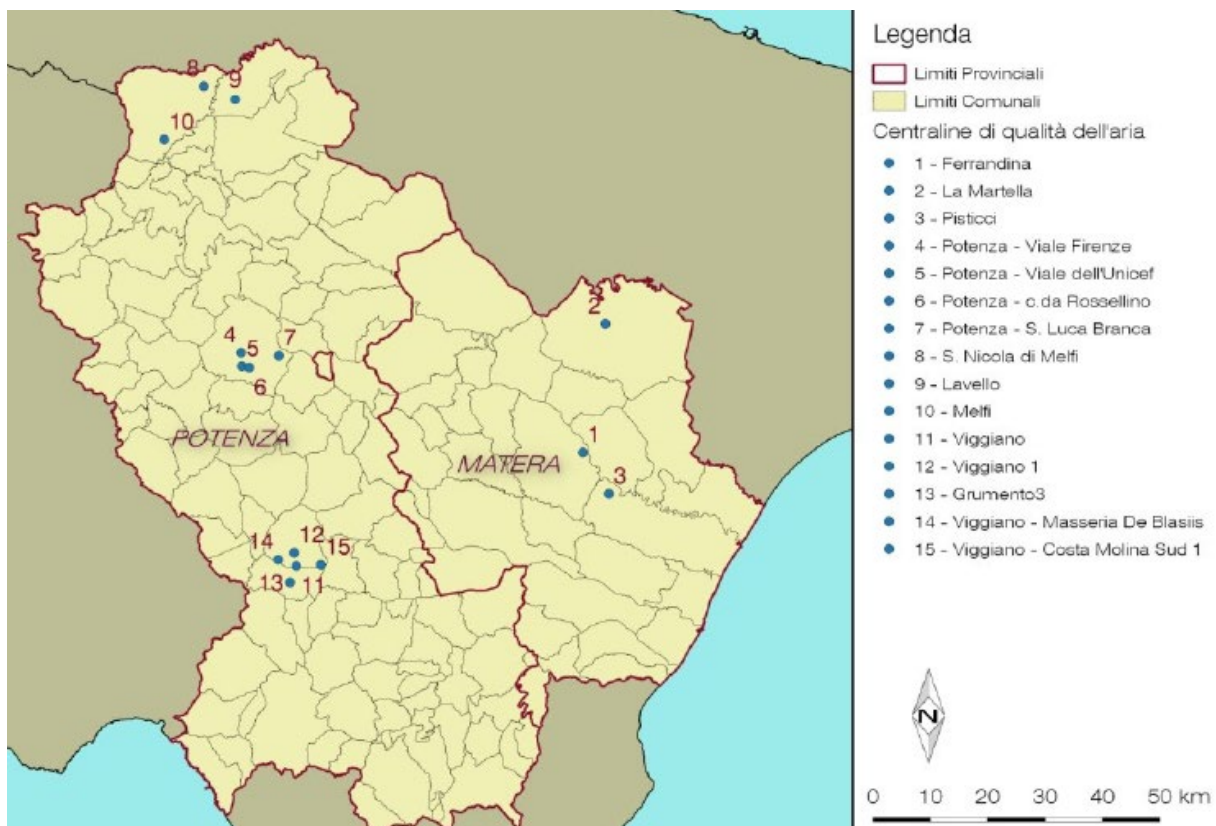 8
9
10
2
4
7
5
6
POTENZA
1
MATERA
3
12
14
15
13
11
Legenda
Limiti Provinciali
Limiti Comunali
Centraline di qualità dell'aria
1 - Ferrandina
2 - La Martella
3 - Pisticci
4 - Potenza - Viale Firenze
5 - Potenza - Viale dell'Unicef
6 - Potenza - c.da Rossellino
7 - Potenza - S. Luca Branca
8 - S. Nicola di Melfi
9 - Lavello
10 - Melfi
11 - Viggiano
12 - Viggiano 1
13 - Grumento3
14 - Viggiano - Masseria De Blasiis
15 - Viggiano - Costa Molina Sud 1
N
0 10 20 30 40 50 km